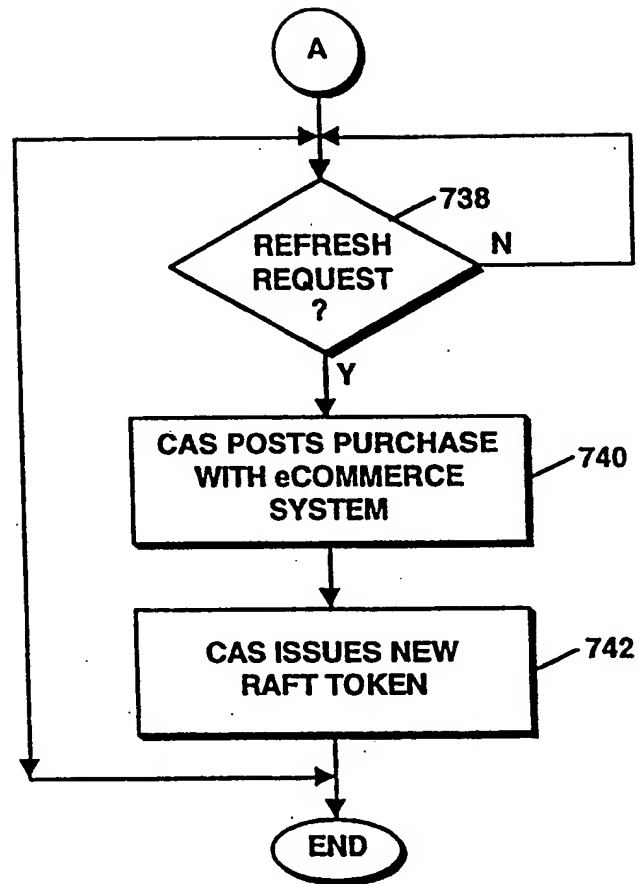 A
738
REFRESH
REQUEST
?
N
Y
CAS POSTS PURCHASE
WITH eCOMMERCE
SYSTEM
740
CAS ISSUES NEW
RAFT TOKEN
742
END